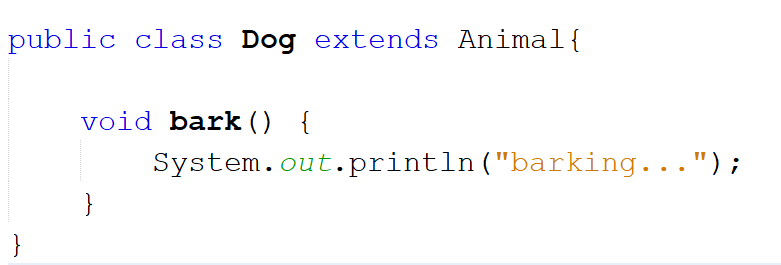 public class Dog extends Animal{
void bark() {
System.out.println("barking...");
}
}